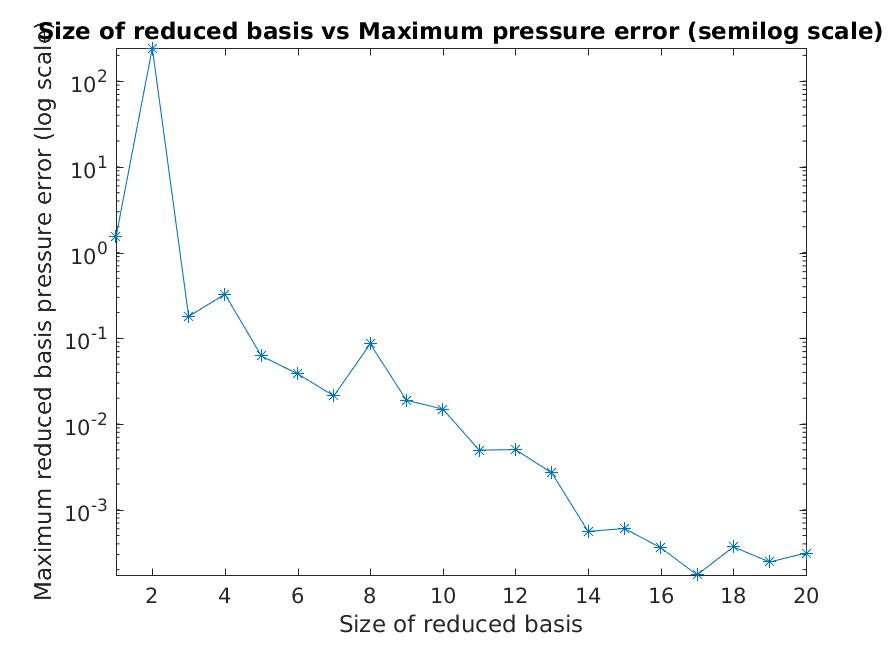 Size of reduced basis vs Maximum pressure error (semilog scale)
Maximum reduced basis pressure error (log scale)
10^2
10^1
10^0
10^-1
10^-2
10^-3
2 4 6 8 10 12 14 16 18 20
Size of reduced basis